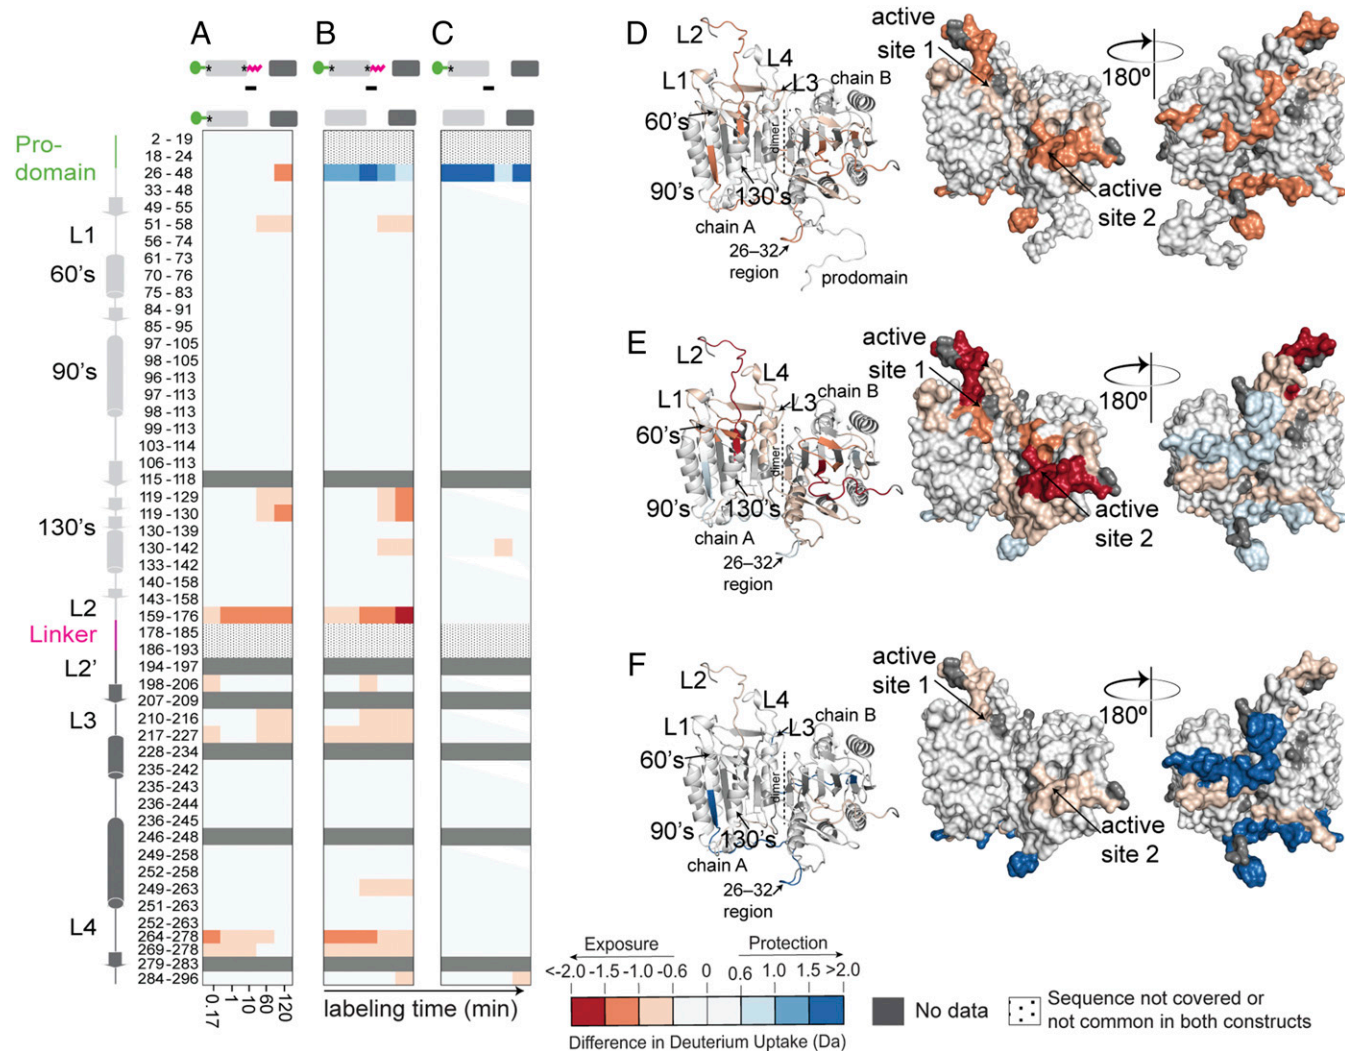 A
B
C
Pro-
domain
L1
60's
90's
130's
L2
Linker
L2'
L3
L4
2 - 19
18 - 24
26 - 48
33 - 48
49 - 55
51 - 58
56 - 74
61 - 73
70 - 76
75 - 83
84 - 91
85 - 95
97 - 105
98 - 105
96 - 113
97 - 113
98 - 113
99 - 113
103 - 114
106 - 113
115 - 118
119 - 129
119 - 130
130 - 139
130 - 142
133 - 142
140 - 158
143 - 158
159 - 176
178 - 185
186 - 193
194 - 197
198 - 206
207 - 209
210 - 216
217 - 227
228 - 234
235 - 242
235 - 243
236 - 244
236 - 245
246 - 248
249 - 258
252 - 258
249 - 263
251 - 263
252 - 263
264 - 278
269 - 278
279 - 283
284 - 296
0.17
1
10
60
120
labeling time (min)
D
L2
L4
L1
L3
chain B
60's
dimer
90's
130's
chain A
26–32
region
prodomain
active
site 1
active
site 2
180º
E
L2
L4
L1
L3
chain B
60's
dimer
90's
130's
chain A
26–32
region
active
site 1
active
site 2
180º
F
L2
L4
L1
L3
chain B
60's
dimer
90's
130's
chain A
26–32
region
active
site 1
active
site 2
180º
Exposure
Protection
<-2.0 -1.5 -1.0 -0.6 0 0.6 1.0 1.5 >2.0
Difference in Deuterium Uptake (Da)
No data
Sequence not covered or
not common in both constructs